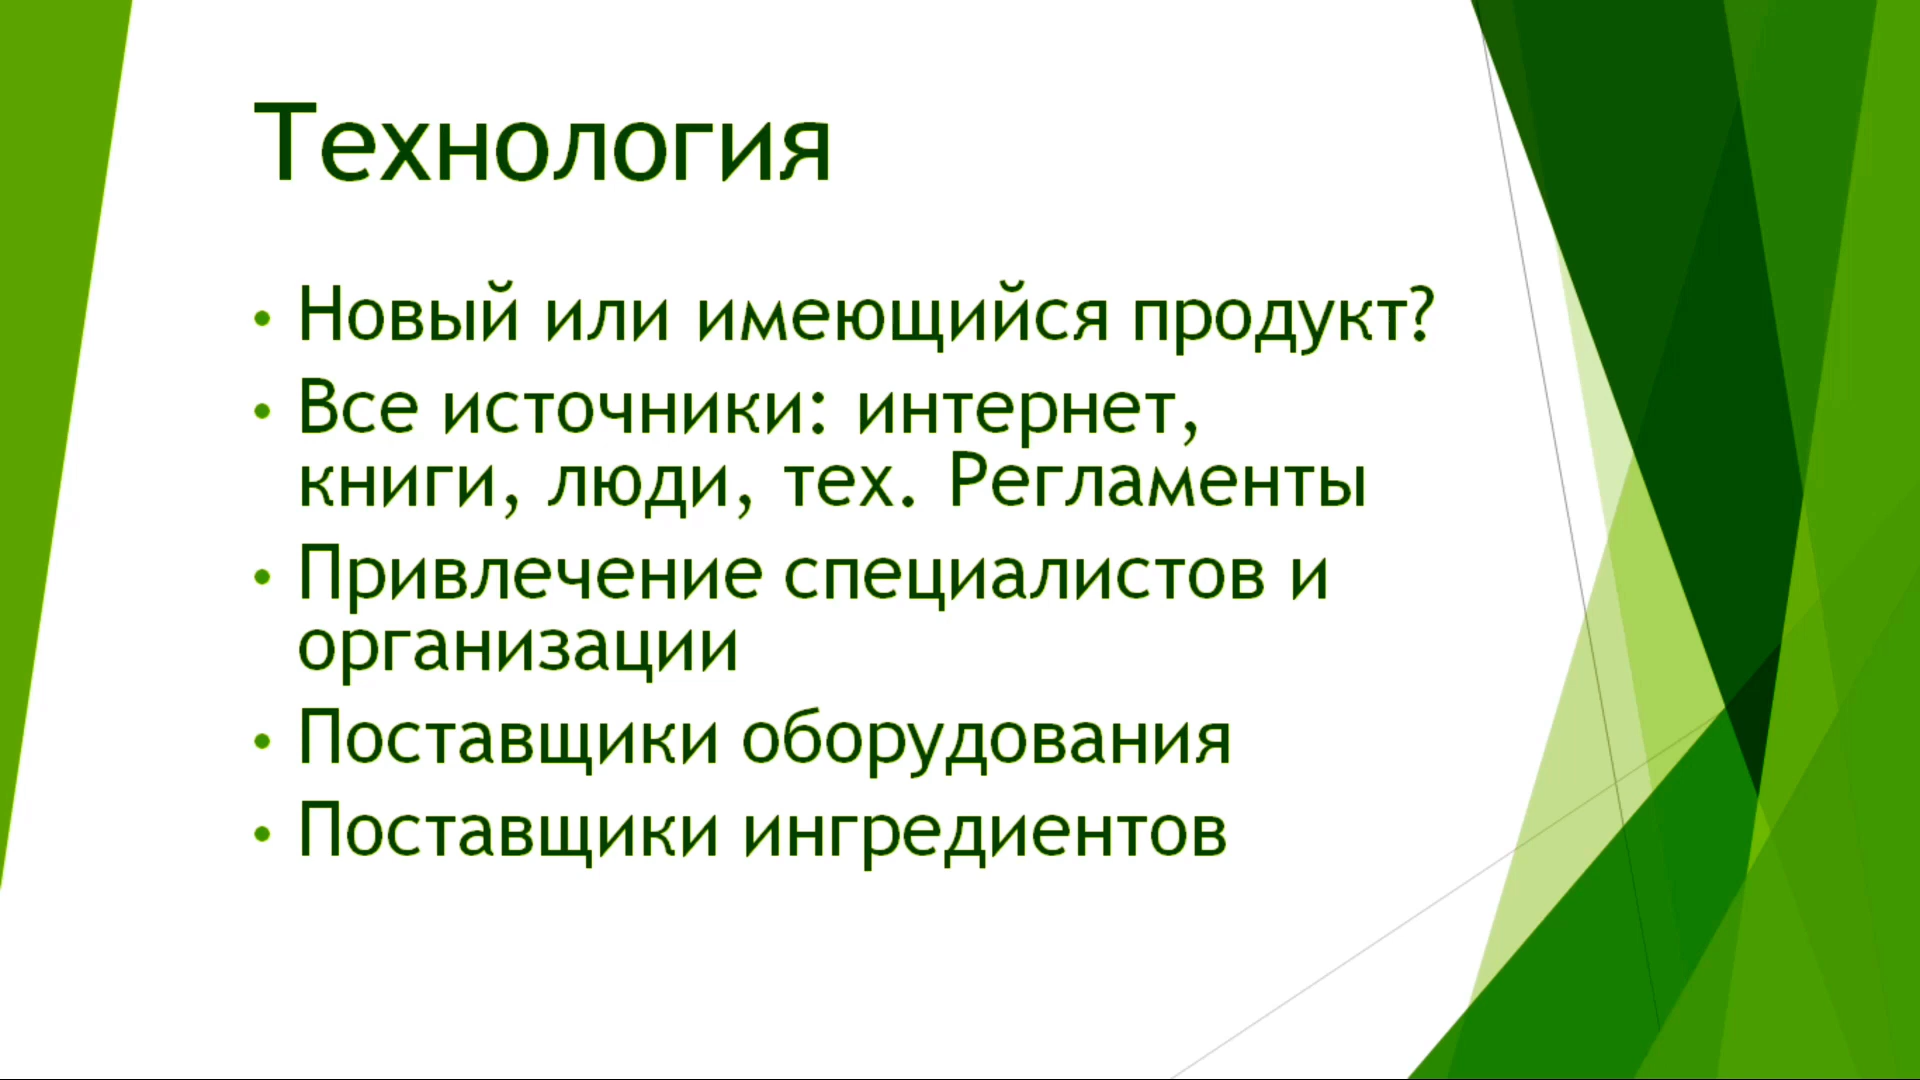 Технология
• Новый или имеющийся продукт?
• Все источники: интернет,
книги, люди, тех. Регламенты
• Привлечение специалистов и
организации
• Поставщики оборудования
• Поставщики ингредиентов